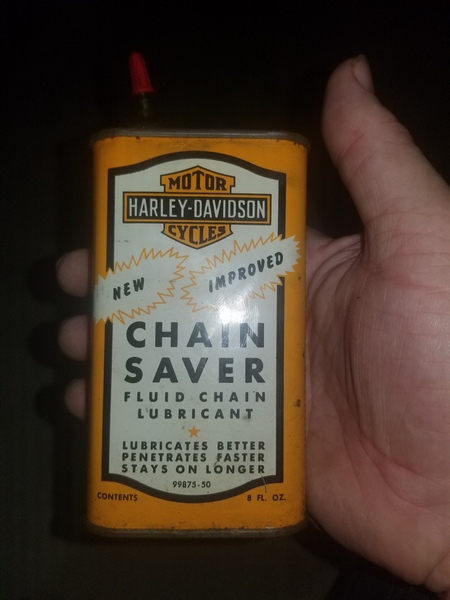 MOTOR
HARLEY-DAVIDSON
CYCLES
NEW
IMPROVED
CHAIN
SAVER
FLUID CHAIN
LUBRICANT
LUBRICATES BETTER
PENETRATES FASTER
STAYS ON LONGER
99875-50
CONTENTS 8 FL. OZ.